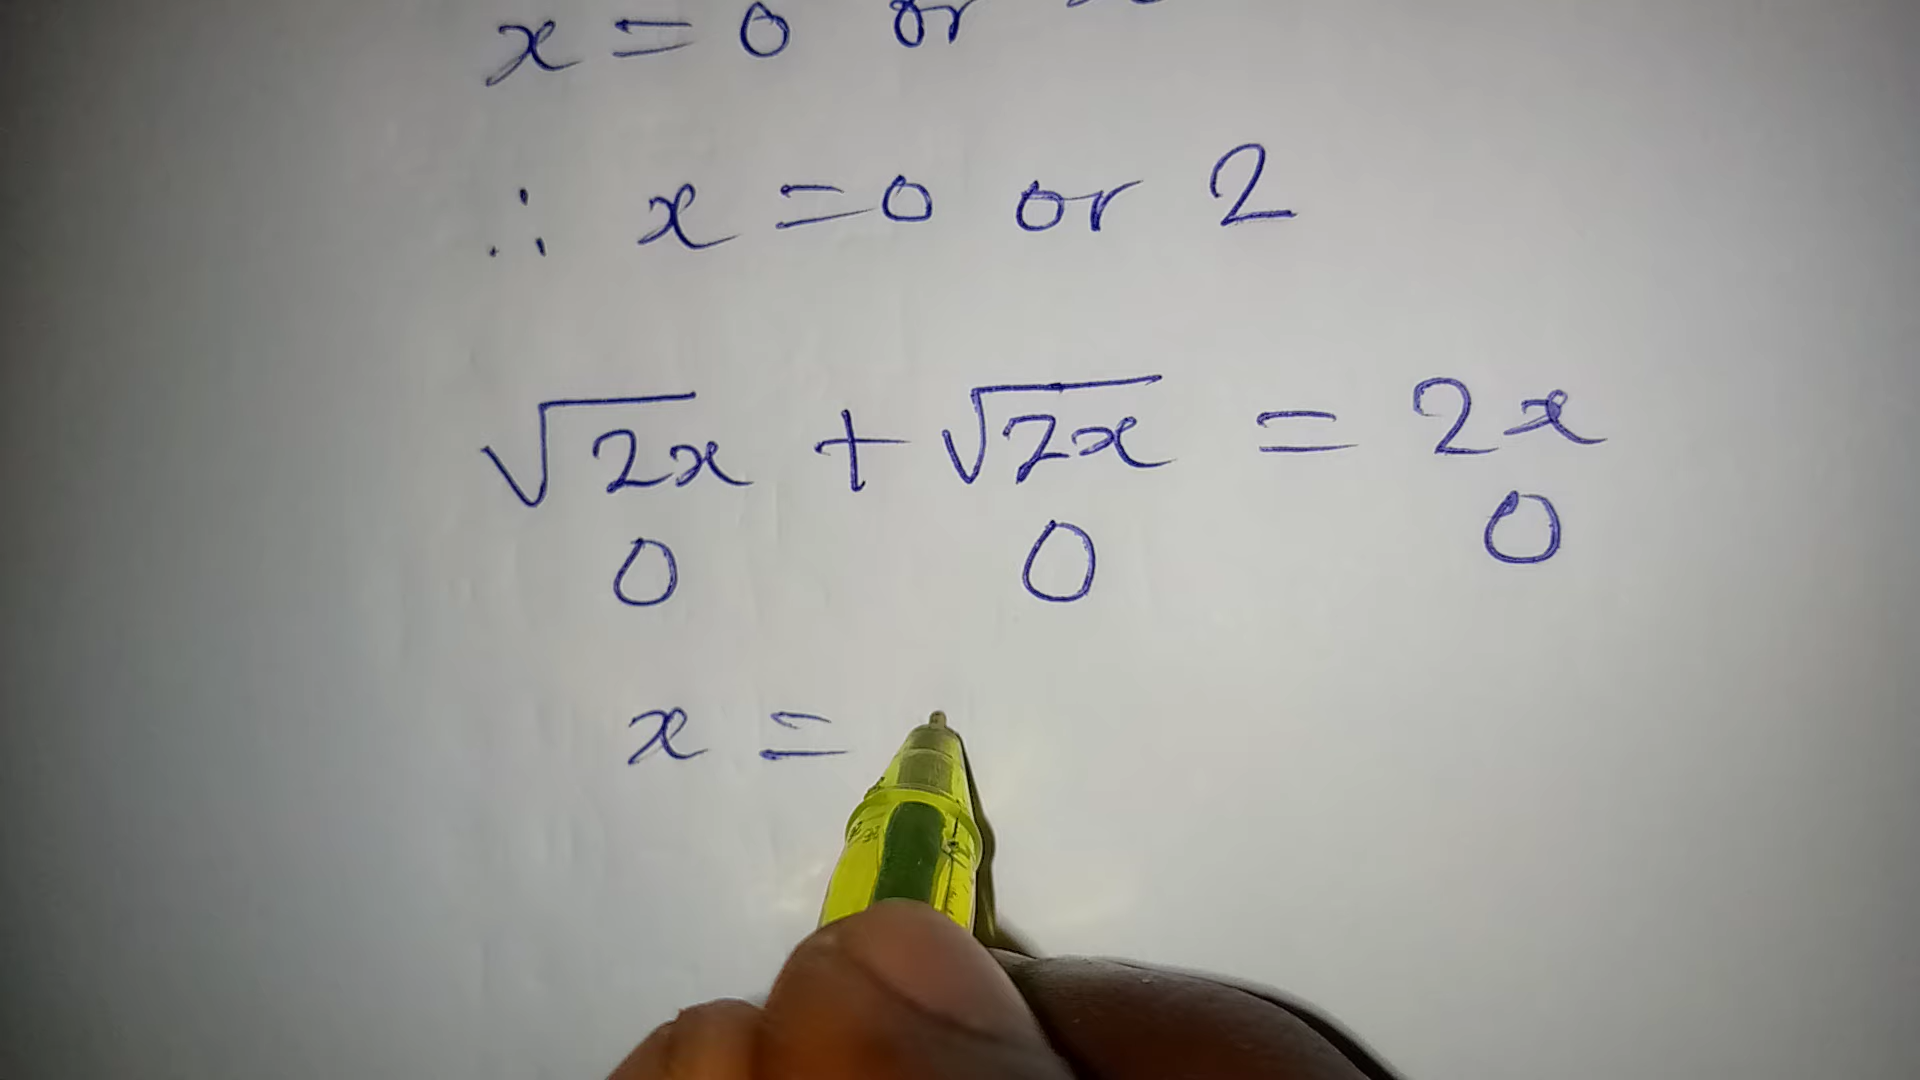 x = 0 or
∴ x = 0 or 2
√2x + √2x = 2x
0 0 0
x =